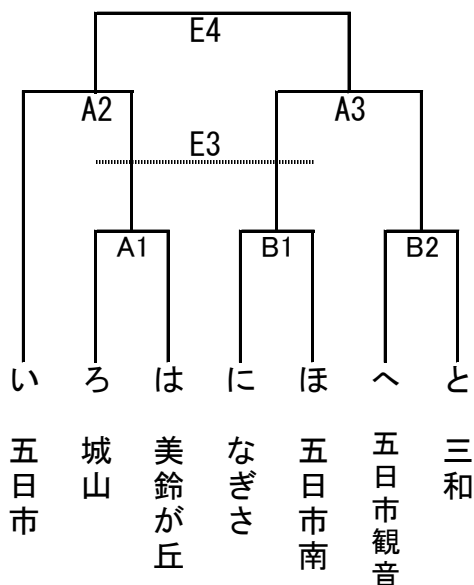 E4
A2
A3
E3
A1
B1
B2
い
ろ
は
に
ほ
へ
と
五日市
城山
美鈴が丘
なぎさ
五日市南
五日市観音
三和